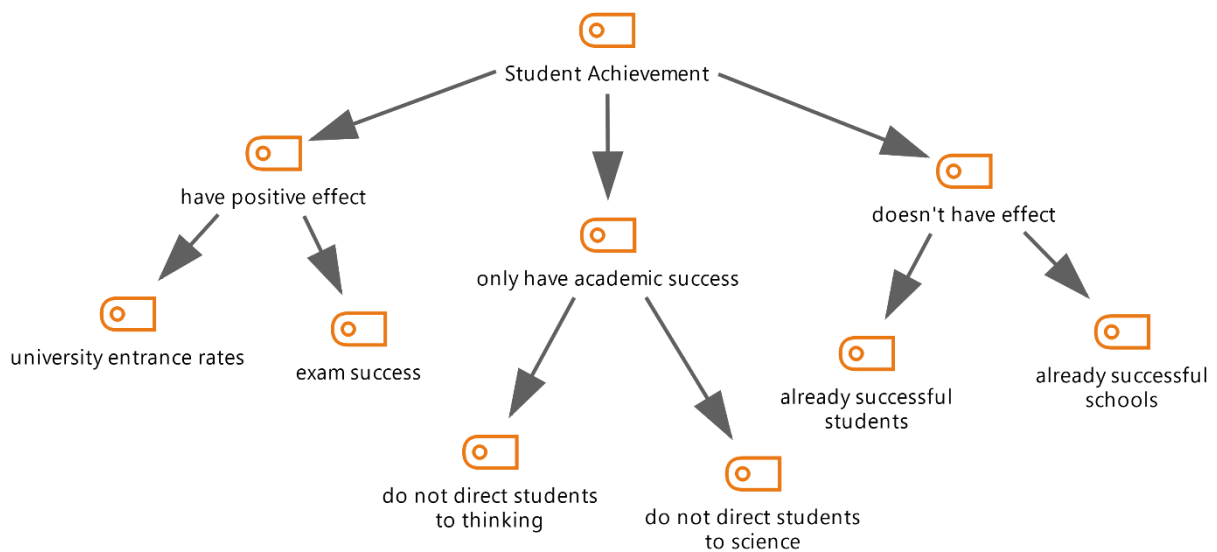 Student Achievement
have positive effect
doesn't have effect
only have academic success
university entrance rates
exam success
already successful
students
already successful
schools
do not direct students
to thinking
do not direct students
to science